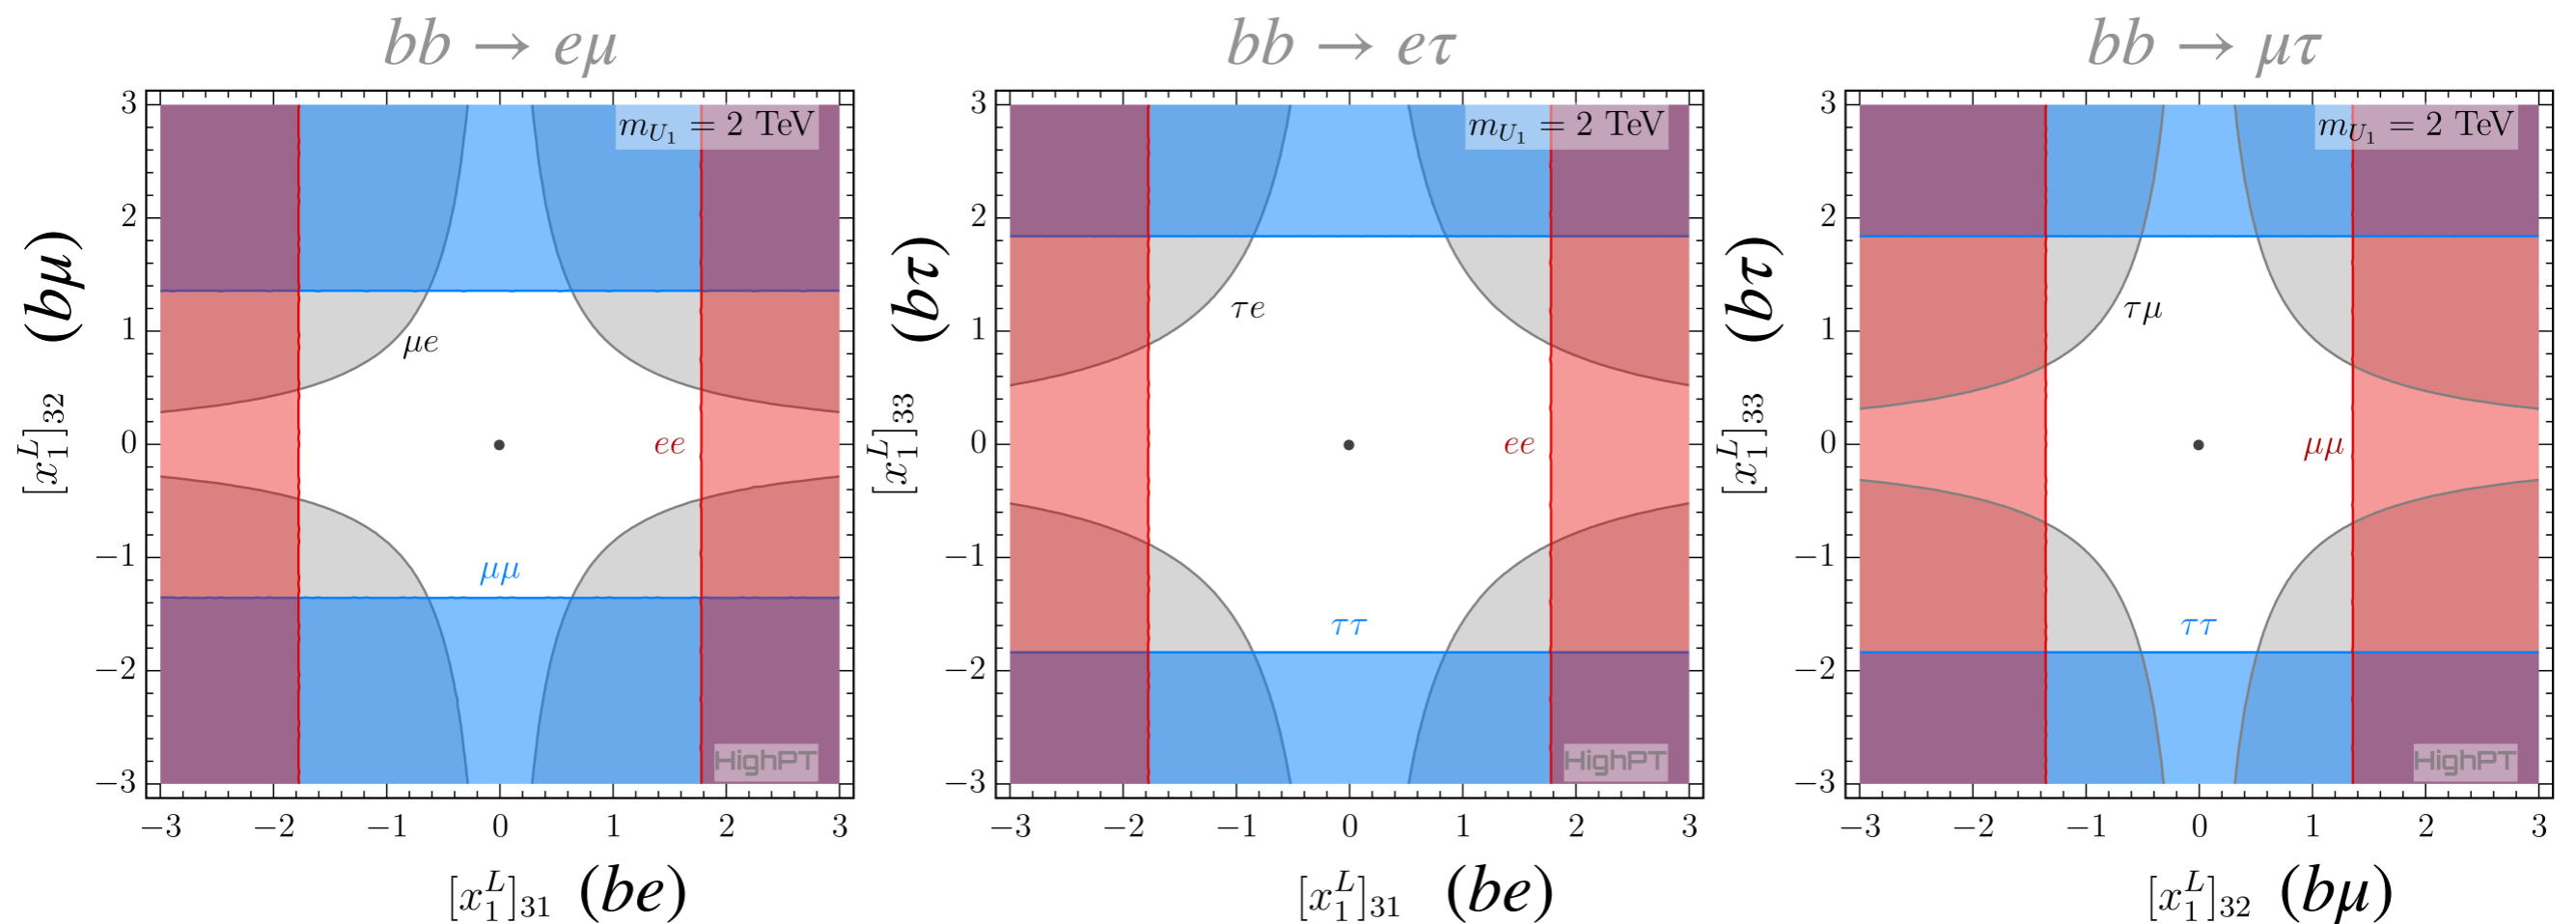 bb → eμ
3
2
1
0
−1
−2
−3
−3 −2 −1 0 1 2 3
[x_1^L]_{32} (bμ)
[x_1^L]_{31} (be)
m_{U_1} = 2 TeV
μe
ee
μμ
HighPT
bb → eτ
3
2
1
0
−1
−2
−3
−3 −2 −1 0 1 2 3
[x_1^L]_{33} (bτ)
[x_1^L]_{31} (be)
m_{U_1} = 2 TeV
τe
ee
ττ
HighPT
bb → μτ
3
2
1
0
−1
−2
−3
−3 −2 −1 0 1 2 3
[x_1^L]_{33} (bτ)
[x_1^L]_{32} (bμ)
m_{U_1} = 2 TeV
τμ
μμ
ττ
HighPT